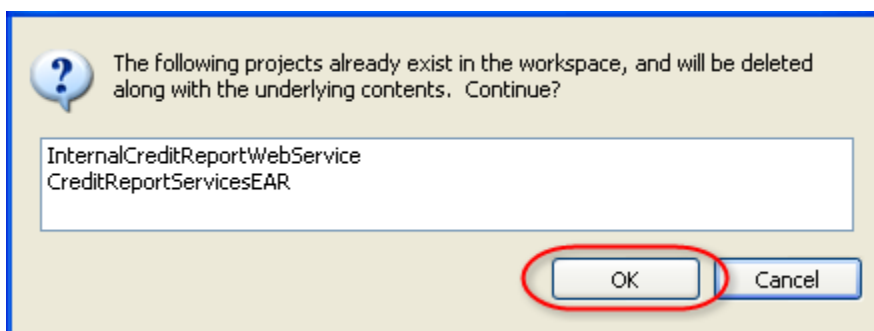 The following projects already exist in the workspace, and will be deleted
along with the underlying contents.  Continue?
InternalCreditReportWebService
CreditReportServicesEAR
OK
Cancel